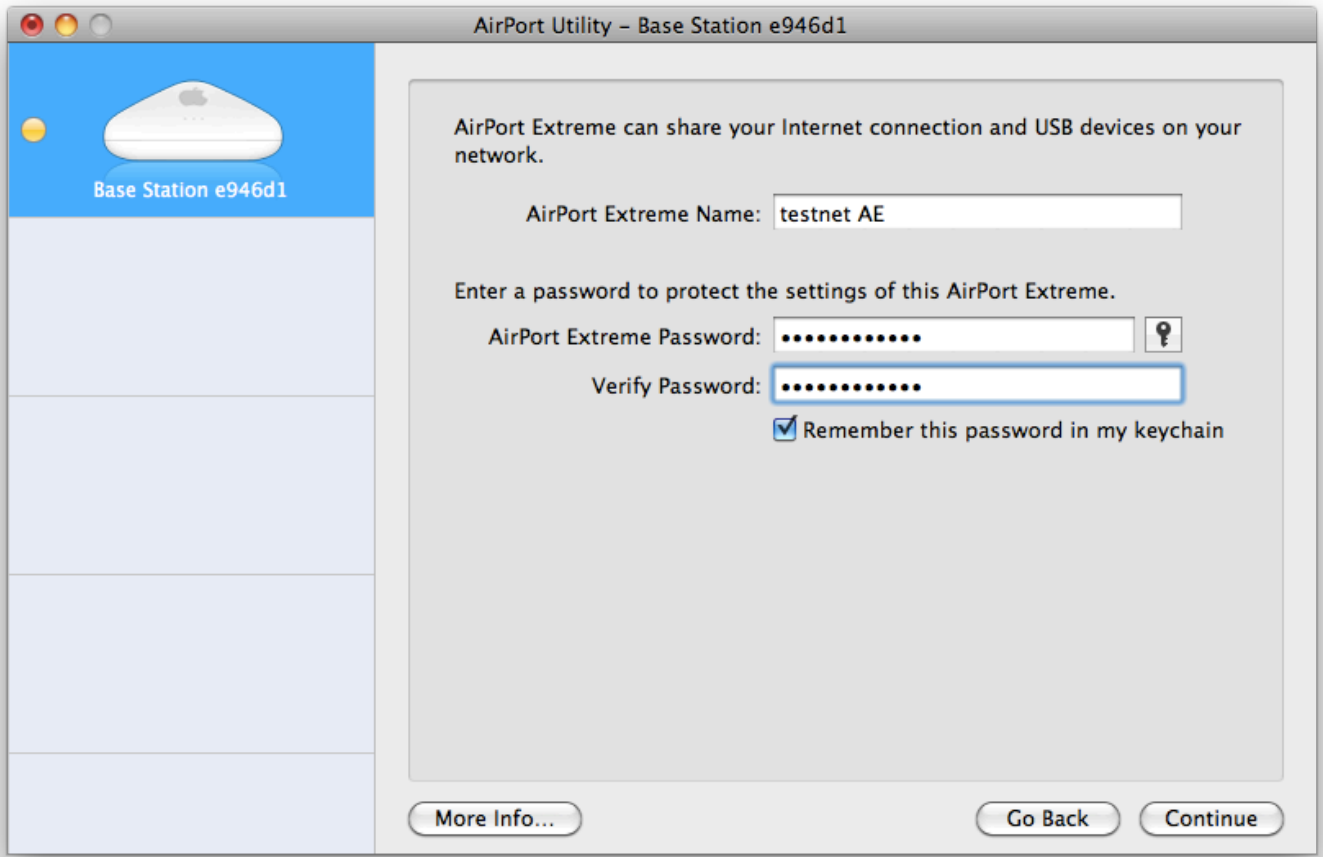 AirPort Utility – Base Station e946d1
Base Station e946d1
AirPort Extreme can share your Internet connection and USB devices on your
network.
AirPort Extreme Name: testnet AE
Enter a password to protect the settings of this AirPort Extreme.
AirPort Extreme Password: ••••••••••••
Verify Password: ••••••••••••
Remember this password in my keychain
More Info... Go Back Continue